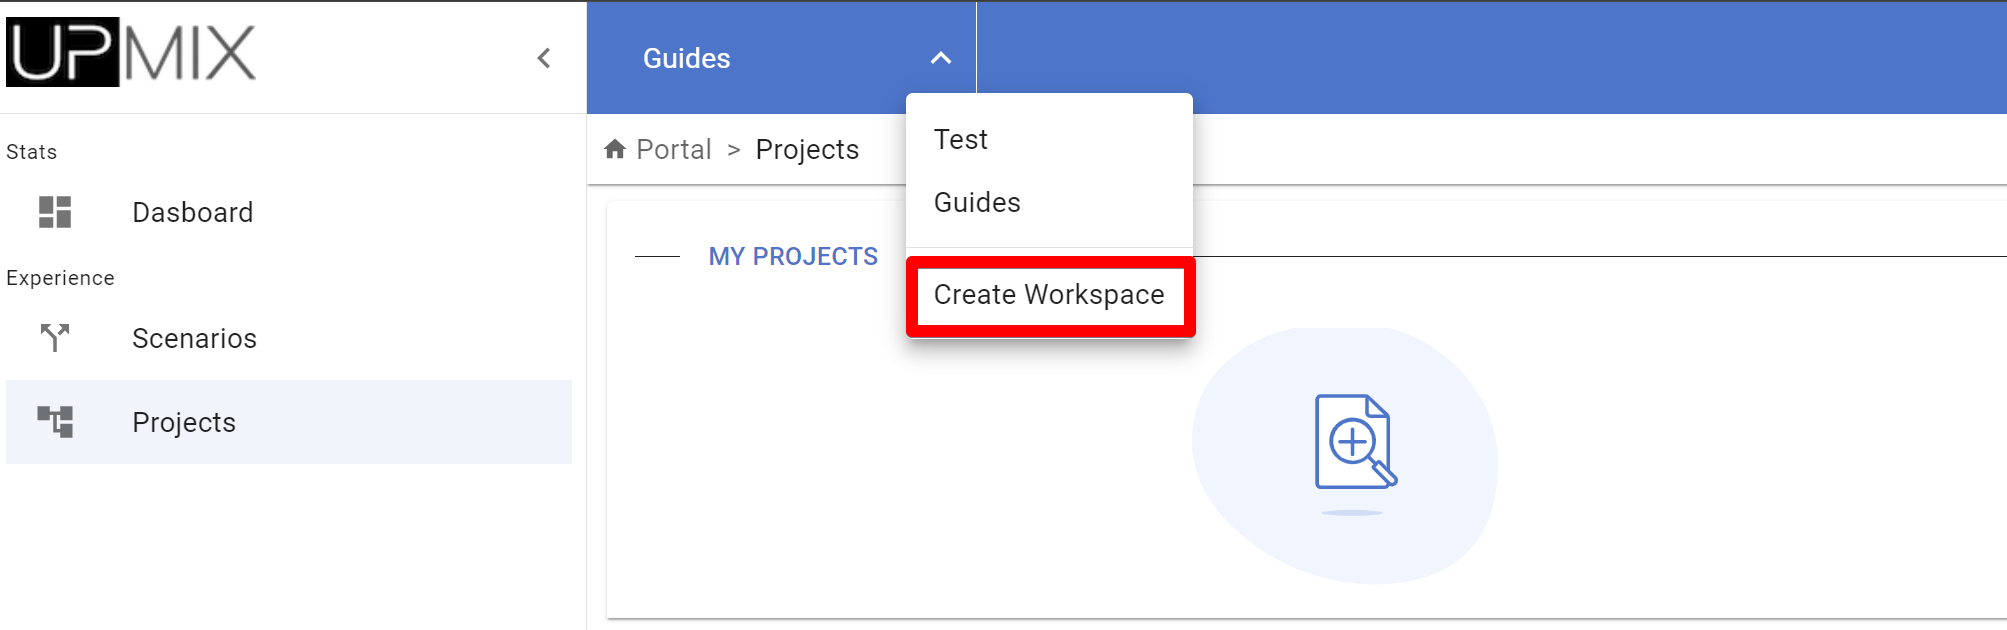 UPMIX
Guides
Stats
Dasboard
Experience
Scenarios
Projects
Portal > Projects
Test
Guides
Create Workspace
MY PROJECTS